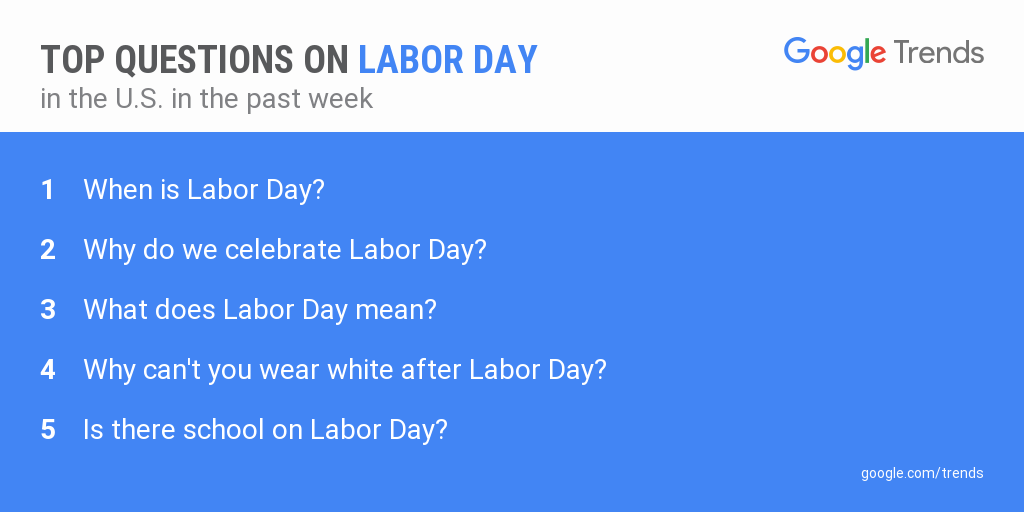 TOP QUESTIONS ON LABOR DAY
in the U.S. in the past week
Google Trends
1 When is Labor Day?
2 Why do we celebrate Labor Day?
3 What does Labor Day mean?
4 Why can't you wear white after Labor Day?
5 Is there school on Labor Day?
google.com/trends